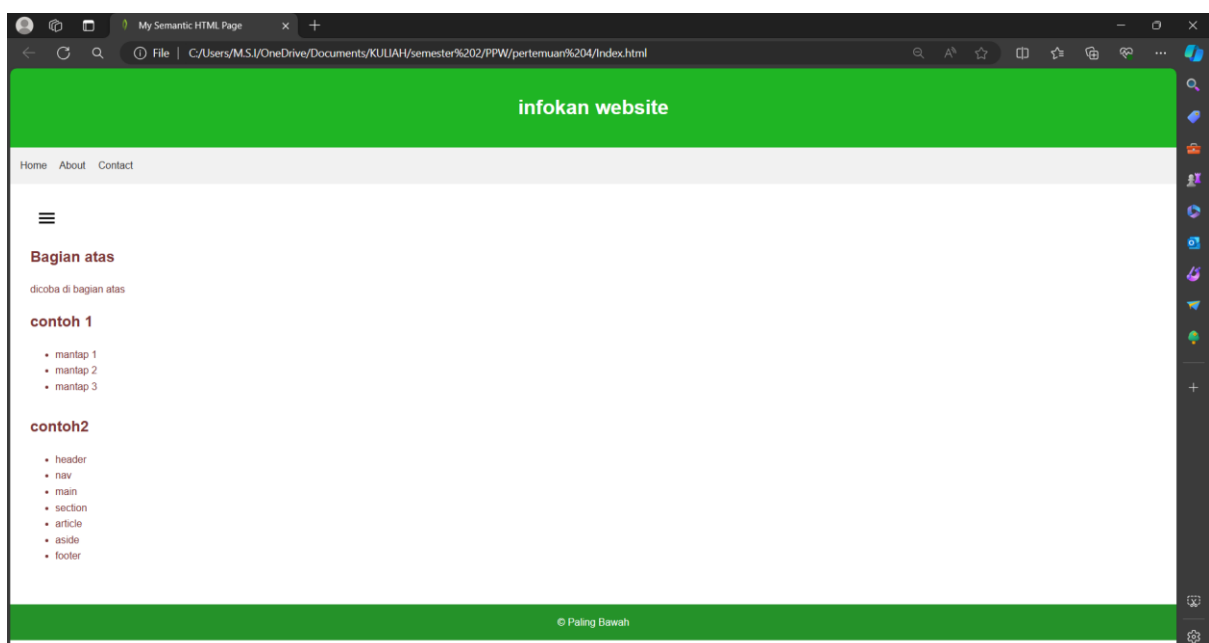 My Semantic HTML Page
File | C:/Users/M.S.I/OneDrive/Documents/KULIAH/semester%202/PPW/pertemuan%204/Index.html
infokan website
Home About Contact
Bagian atas
dicoba di bagian atas
contoh 1
mantap 1
mantap 2
mantap 3
contoh2
header
nav
main
section
article
aside
footer
© Paling Bawah